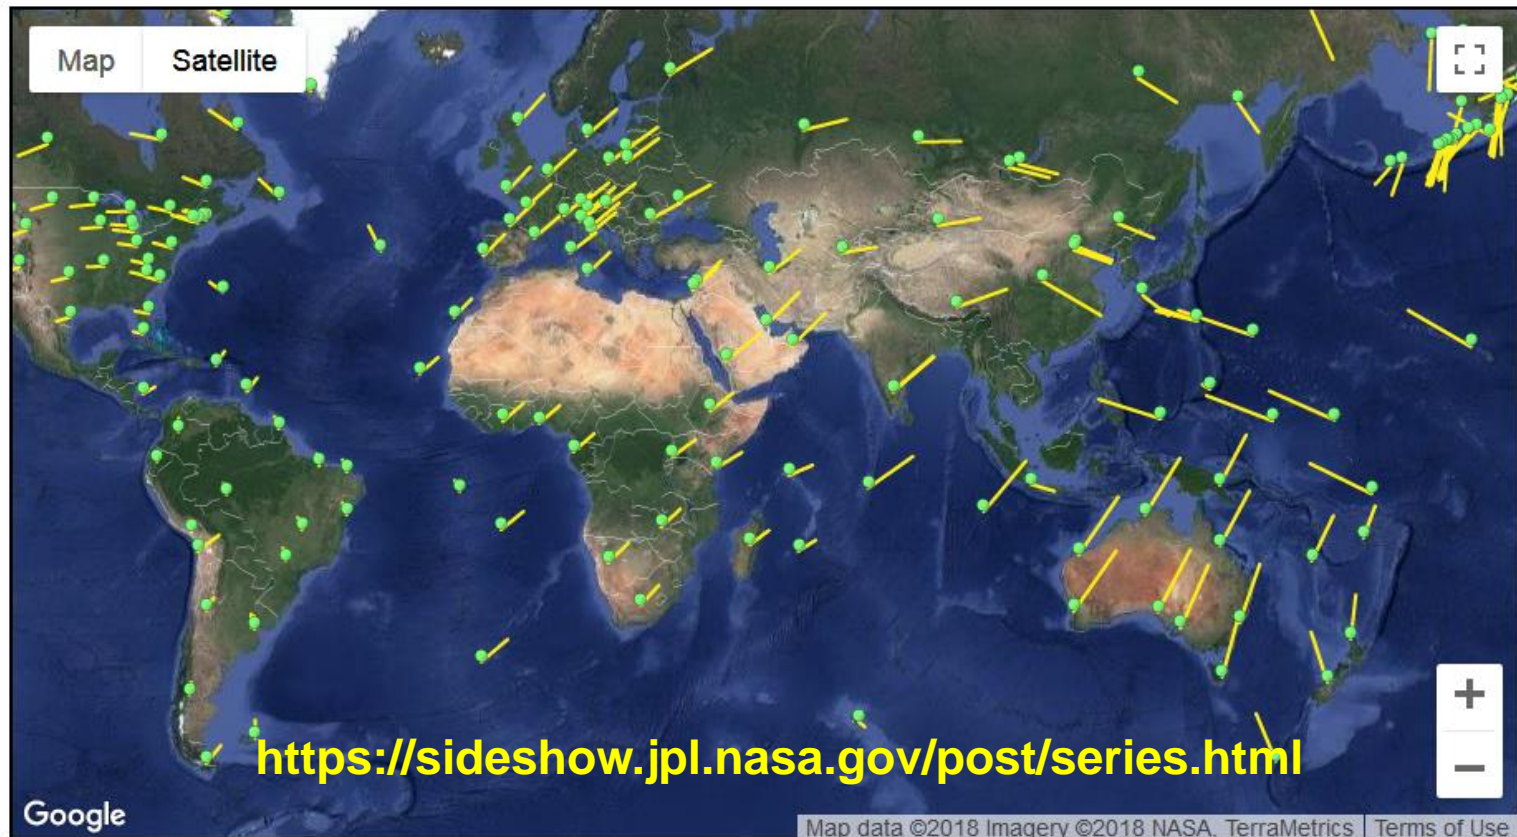 Map Satellite
https://sideshow.jpl.nasa.gov/post/series.html
Google
Map data ©2018 Imagery ©2018 NASA, TerraMetrics Terms of Use